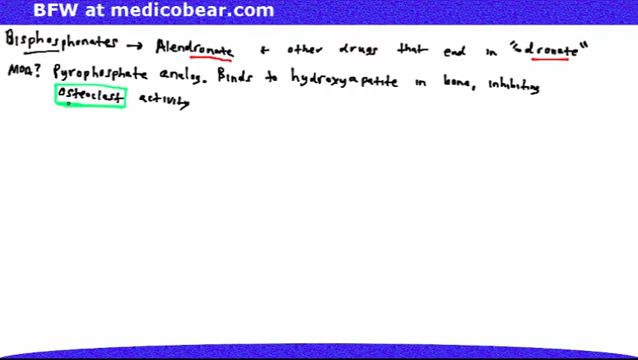 BFW at medicobear.com
Bisphosphonates → Alendronate + other drugs that end in "-dronate"
MOA? Pyrophosphate analog. Binds to hydroxyapatite in bone, inhibiting
Osteoclast activity